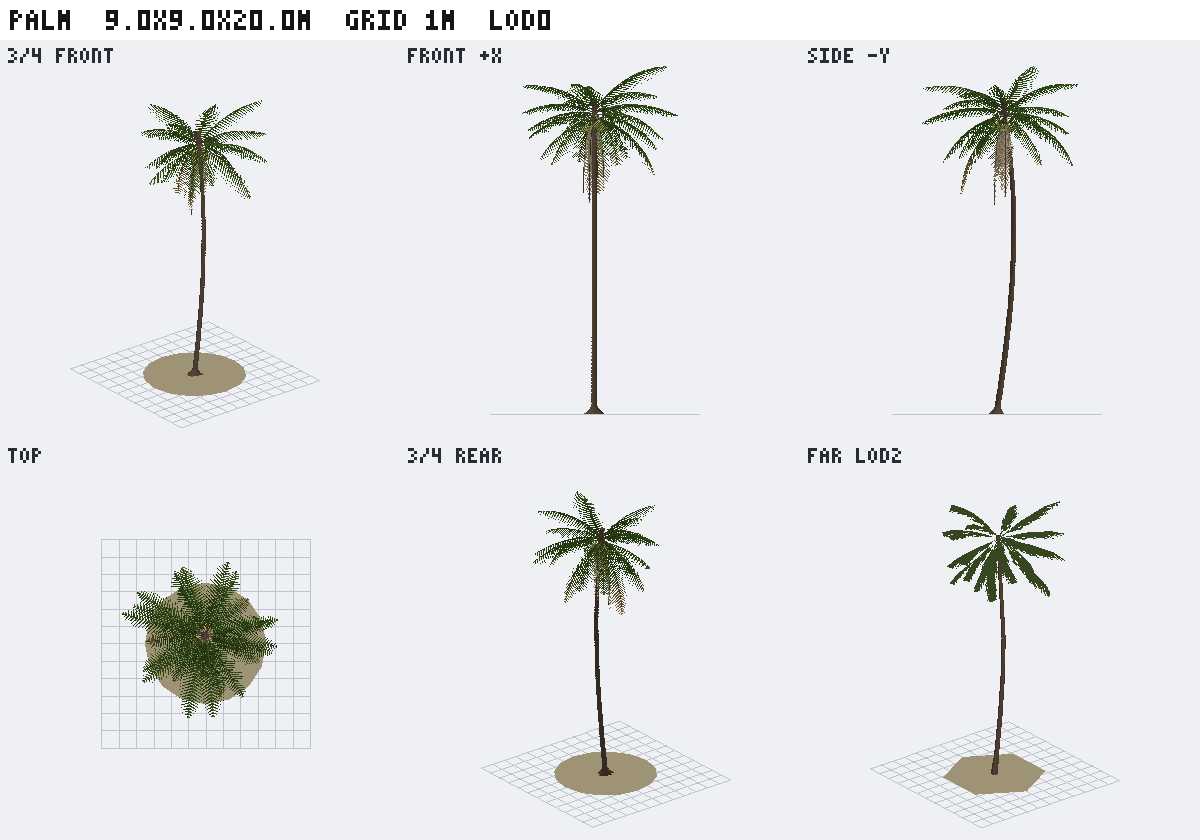 PALM 9.0X9.0X20.0M GRID 1M LOD0
3/4 FRONT
FRONT +X
SIDE -Y
TOP
3/4 REAR
FAR LOD2